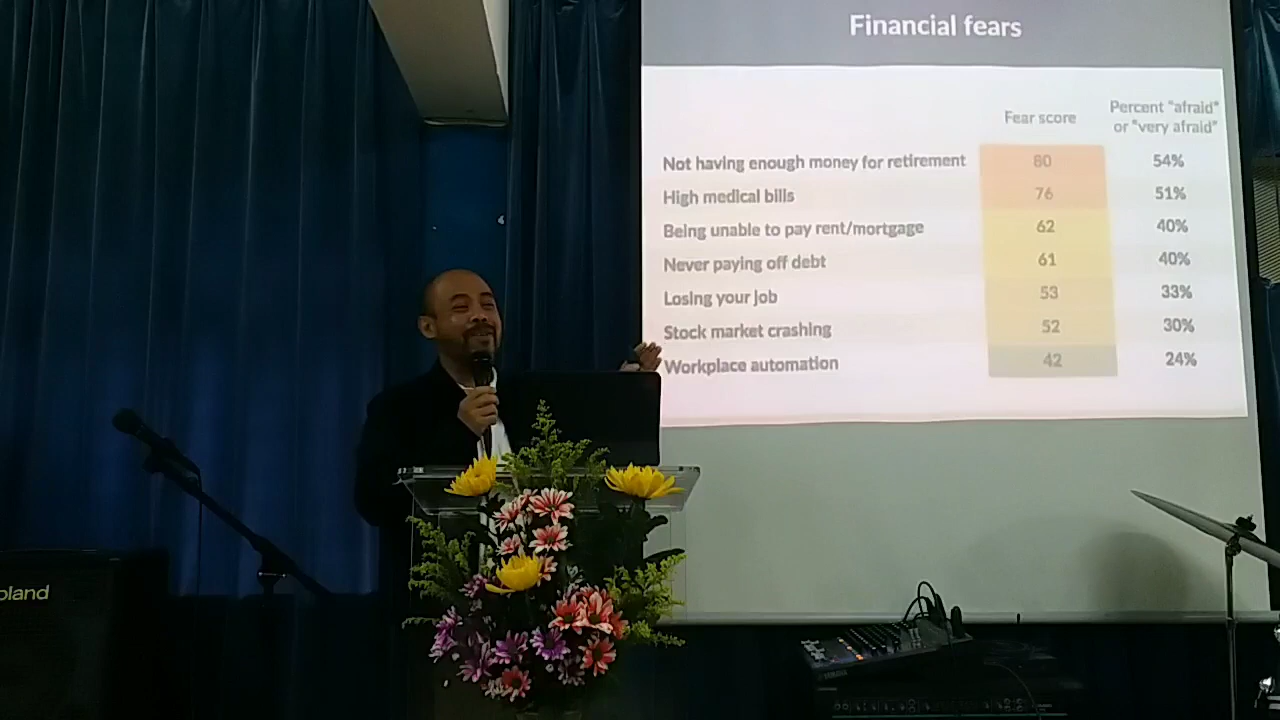 Financial fears
Fear score
Percent "afraid"
or "very afraid"
Not having enough money for retirement 80 54%
High medical bills 76 51%
Being unable to pay rent/mortgage 62 40%
Never paying off debt 61 40%
Losing your job 53 33%
Stock market crashing 52 30%
Workplace automation 42 24%
oland
YAMAHA